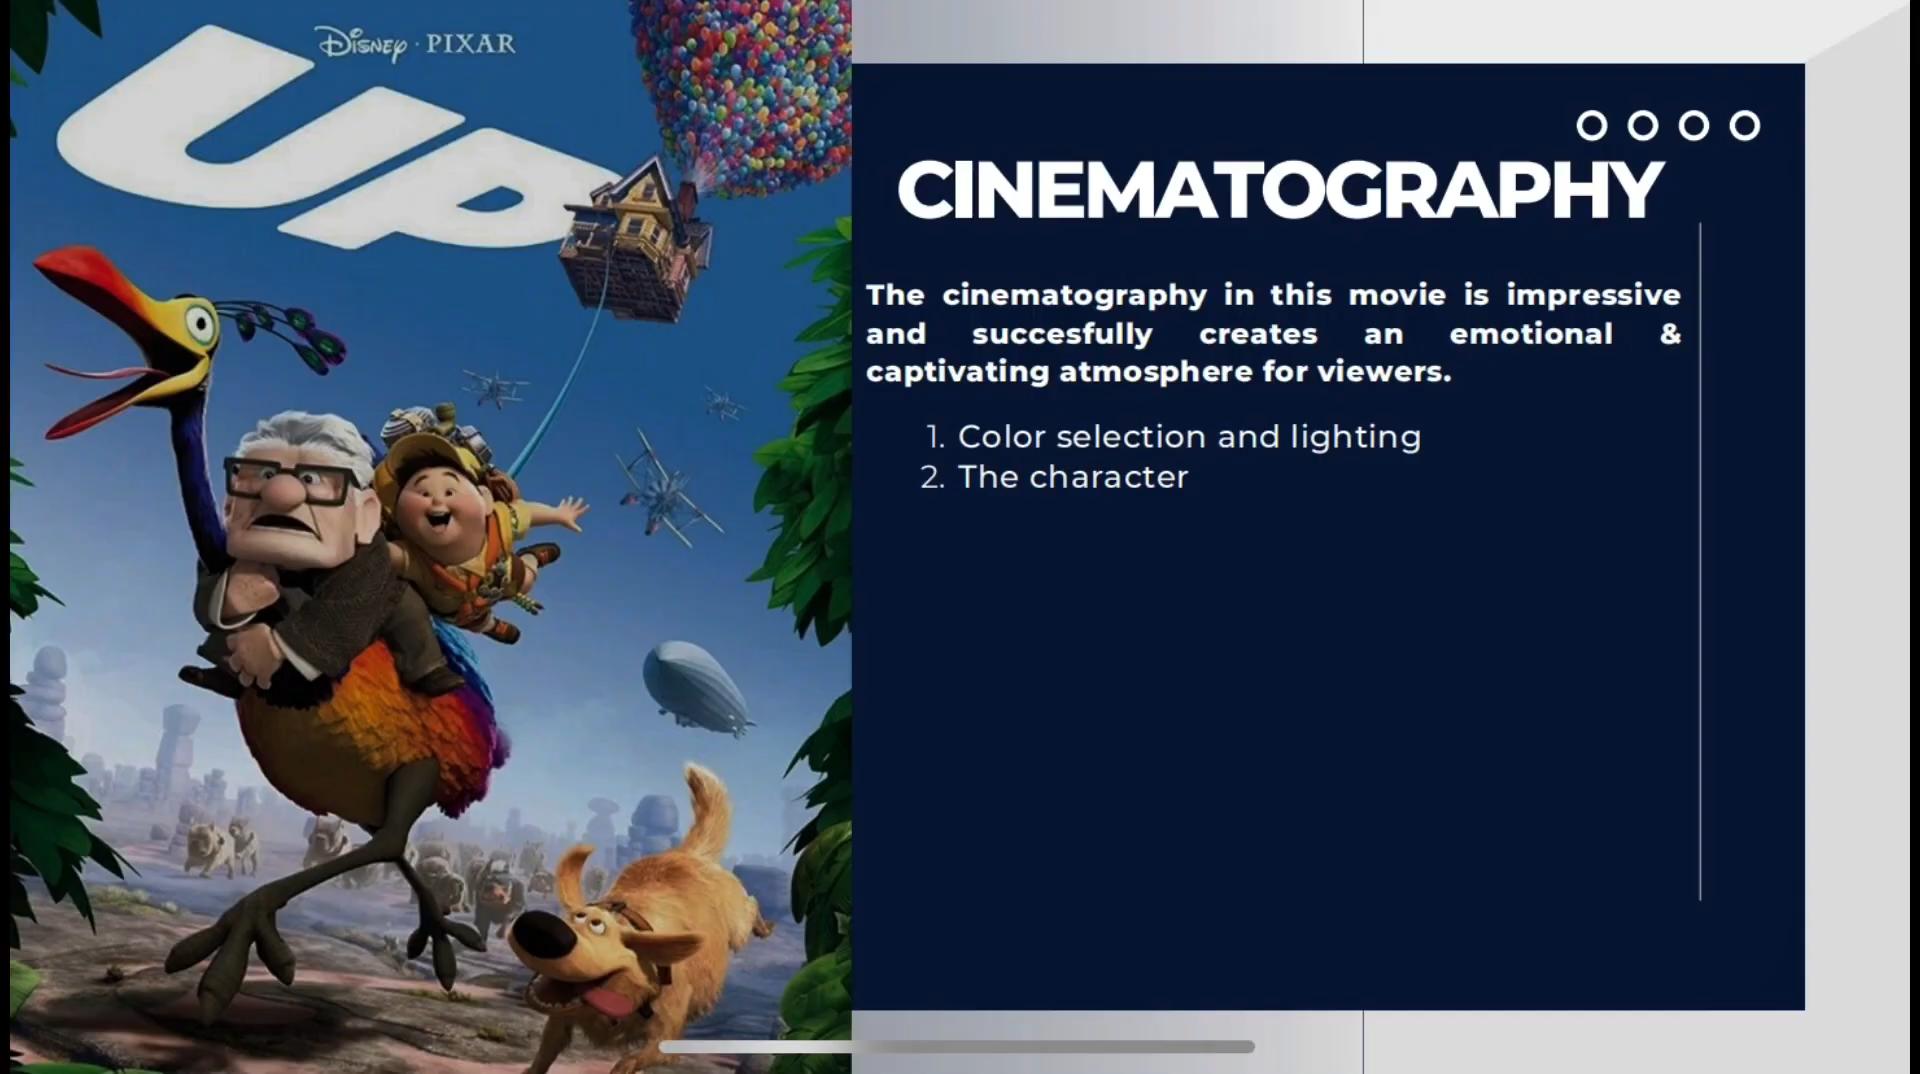 Disney · PIXAR
UP
CINEMATOGRAPHY
The cinematography in this movie is impressive
and succesfully creates an emotional &
captivating atmosphere for viewers.
1. Color selection and lighting
2. The character